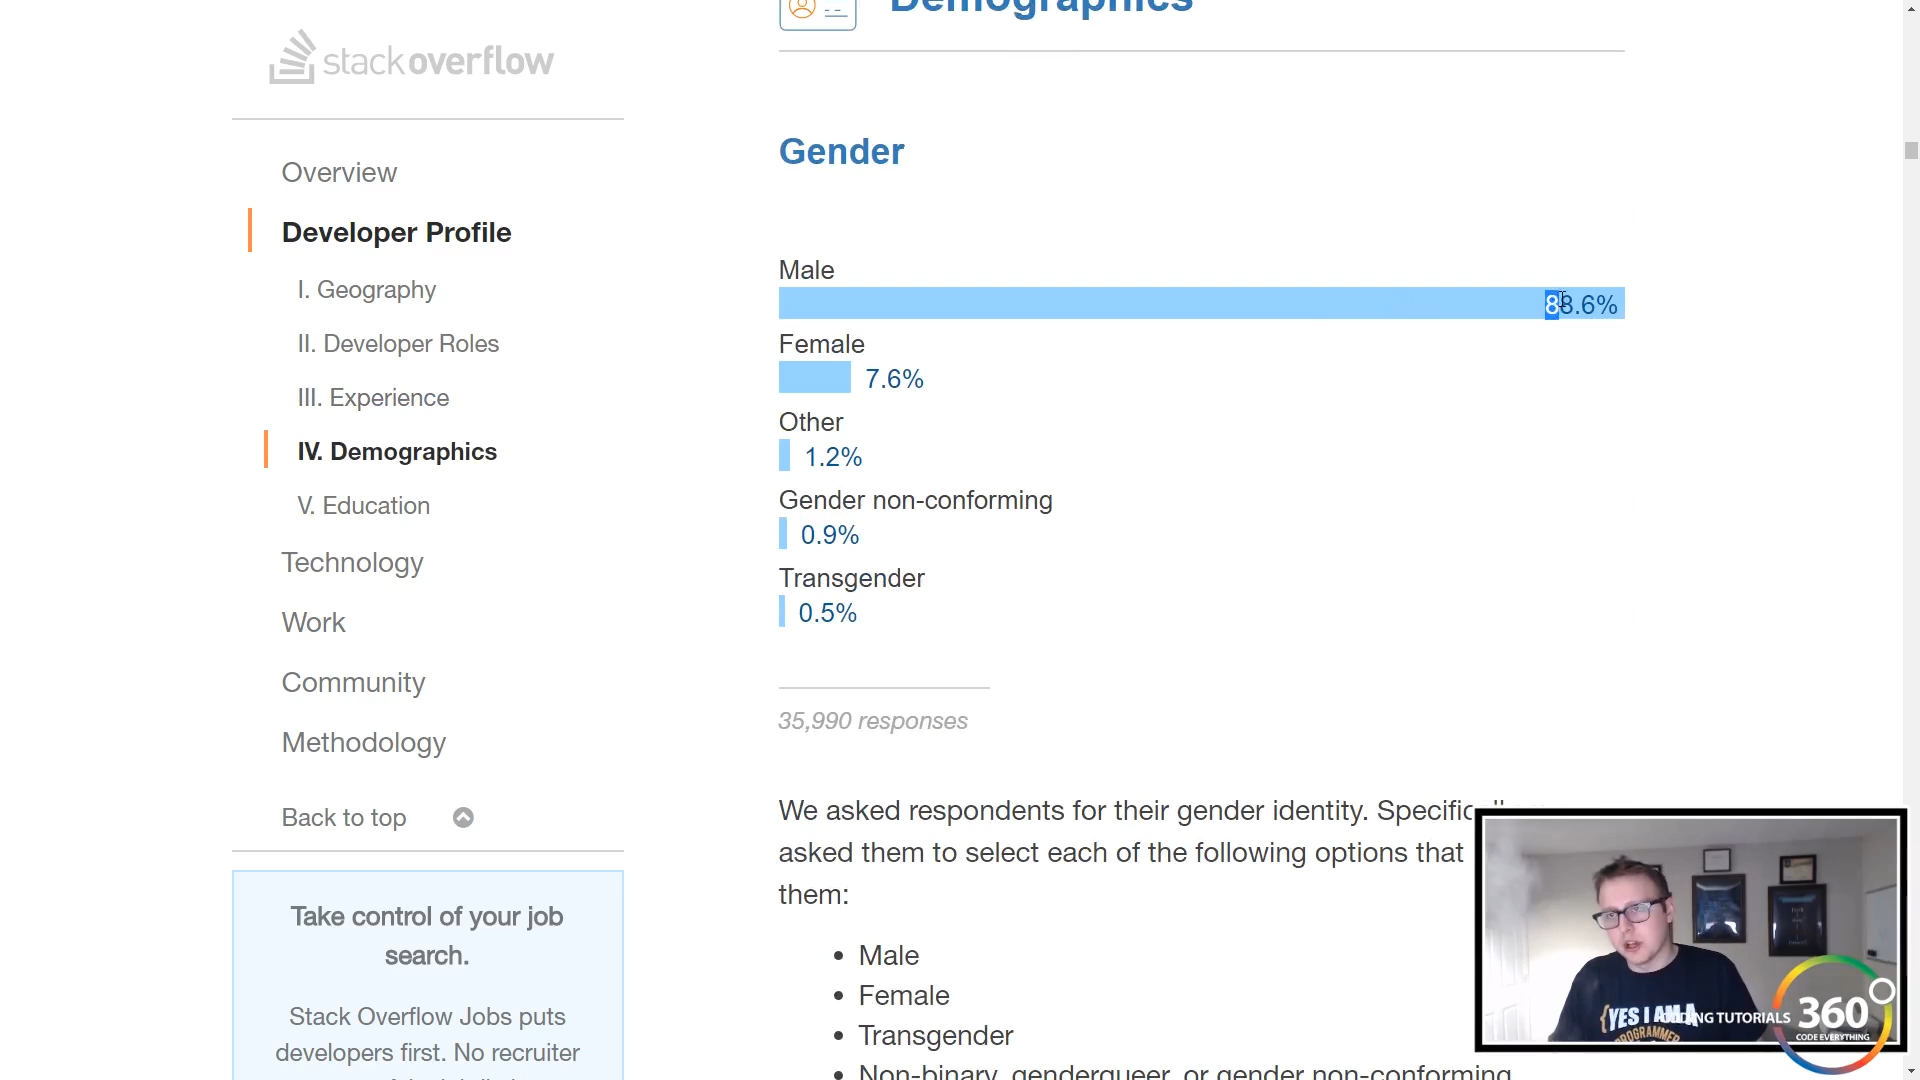 Demographics
stackoverflow
Overview
Developer Profile
I. Geography
II. Developer Roles
III. Experience
IV. Demographics
V. Education
Technology
Work
Community
Methodology
Back to top
Take control of your job
search.
Stack Overflow Jobs puts
developers first. No recruiter
Gender
Male
88.6%
Female
7.6%
Other
1.2%
Gender non-conforming
0.9%
Transgender
0.5%
35,990 responses
We asked respondents for their gender identity. Specific
asked them to select each of the following options that
them:
• Male
• Female
• Transgender
• Non-binary, genderqueer, or gender non-conforming
{YES I AM A
PROGRAMMER
CODING TUTORIALS 360
CODE EVERYTHING